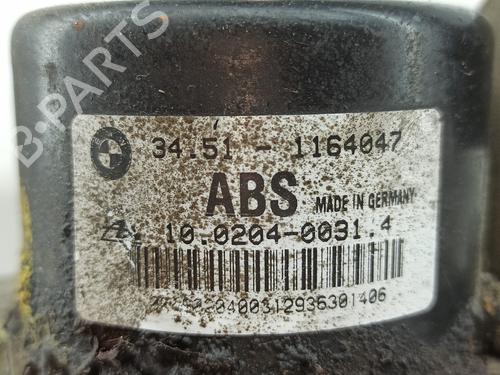 34.51 - 1164047
ABS MADE IN GERMANY
10.0204-0031.4
B-PARTS